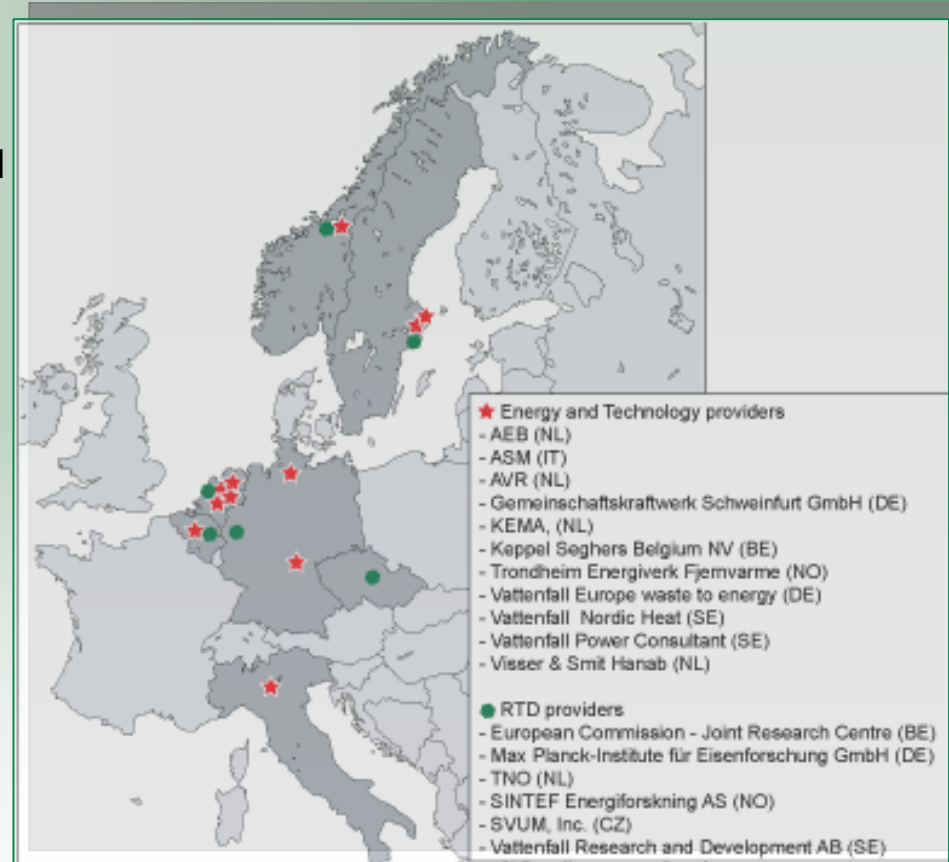 Energy and Technology providers
- AEB (NL)
- ASM (IT)
- AVR (NL)
- Gemeinschaftskraftwerk Schweinfurt GmbH (DE)
- KEMA, (NL)
- Keppel Seghers Belgium NV (BE)
- Trondheim Energiverk Fjernvarme (NO)
- Vattenfall Europe waste to energy (DE)
- Vattenfall Nordic Heat (SE)
- Vattenfall Power Consultant (SE)
- Visser & Smit Hanab (NL)
RTD providers
- European Commission - Joint Research Centre (BE)
- Max Planck-Institute für Eisenforschung GmbH (DE)
- TNO (NL)
- SINTEF Energiforskning AS (NO)
- SVUM, Inc. (CZ)
- Vattenfall Research and Development AB (SE)